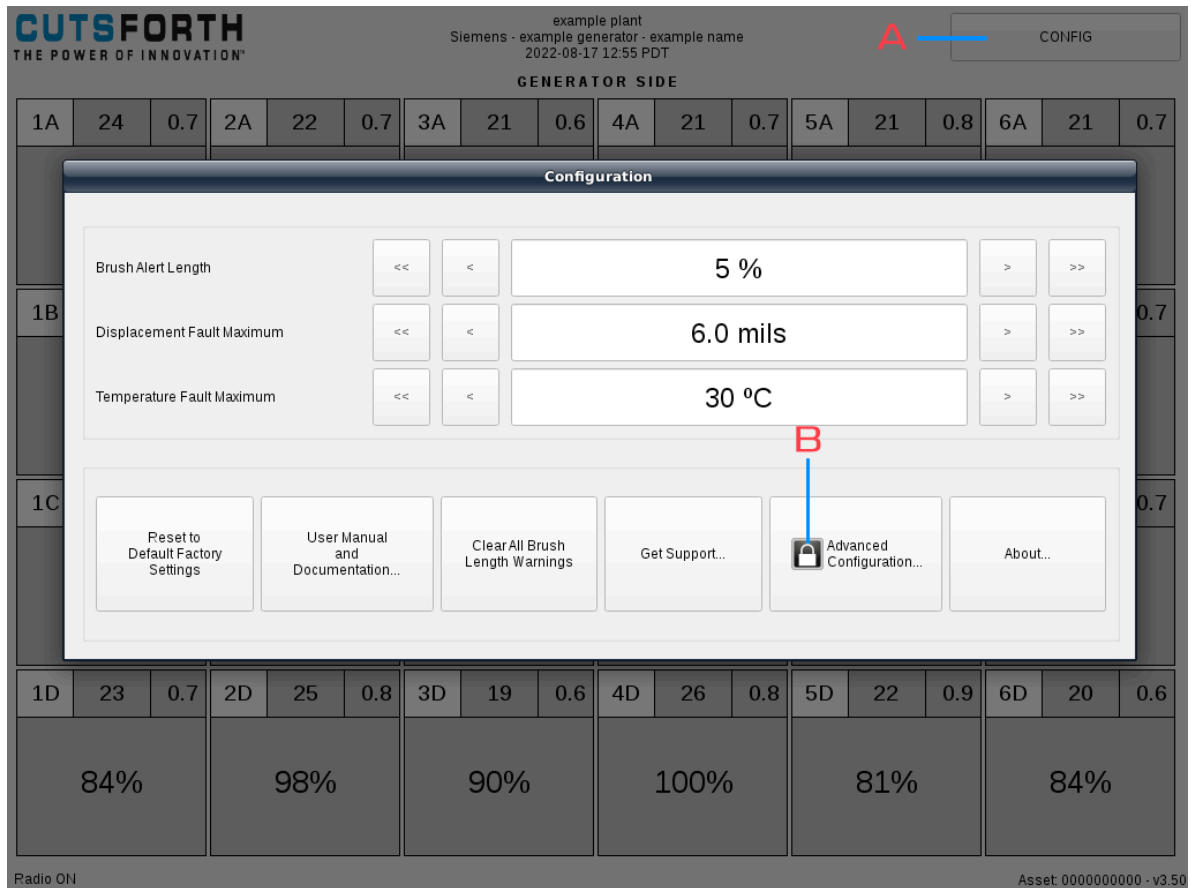 CUTSFORTH
THE POWER OF INNOVATION™
example plant
Siemens - example generator - example name
2022-08-17 12:55 PDT
A
CONFIG
GENERATOR SIDE
1A 24 0.7 2A 22 0.7 3A 21 0.6 4A 21 0.7 5A 21 0.8 6A 21 0.7
Configuration
Brush Alert Length << < 5 % > >>
1B 0.7
Displacement Fault Maximum << < 6.0 mils > >>
Temperature Fault Maximum << < 30 ºC > >>
B
1C 0.7
Reset to
Default Factory
Settings
User Manual
and
Documentation...
Clear All Brush
Length Warnings
Get Support...
Advanced
Configuration...
About...
1D 23 0.7 2D 25 0.8 3D 19 0.6 4D 26 0.8 5D 22 0.9 6D 20 0.6
84% 98% 90% 100% 81% 84%
Radio ON
Asset: 0000000000 - v3.50